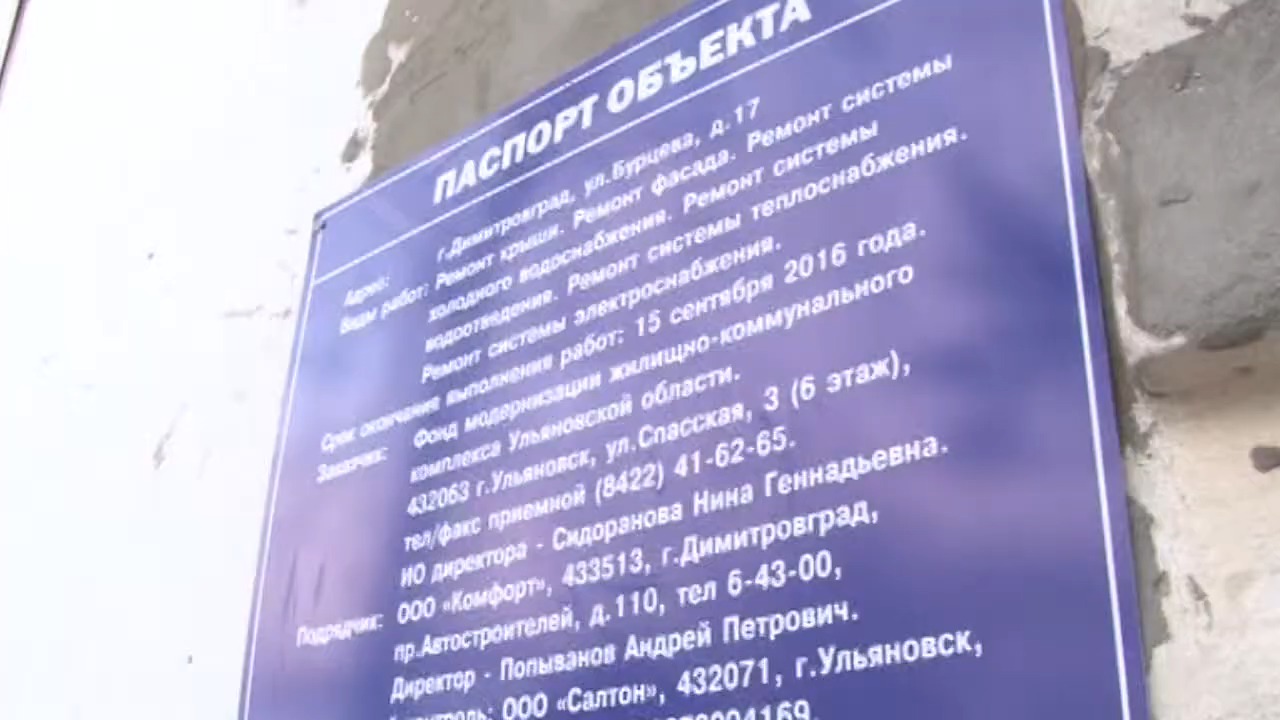 ПАСПОРТ ОБЪЕКТА
Адрес: г.Димитровград, ул.Бурцева, д.17
Виды работ: Ремонт крыши. Ремонт фасада. Ремонт системы
холодного водоснабжения. Ремонт системы
водоотведения. Ремонт системы теплоснабжения.
Ремонт системы электроснабжения.
Срок окончание выполнения работ: 15 сентября 2016 года.
Заказчик: Фонд модернизации жилищно-коммунального
комплекса Ульяновской области.
432063 г.Ульяновск, ул.Спасская, 3 (6 этаж),
тел/факс приемной (8422) 41-62-65.
ИО директора - Сидоранова Нина Геннадьевна.
Подрядчик: ООО «Комфорт», 433513, г.Димитровград,
пр.Автостроителей, д.110, тел 6-43-00,
Директор - Попыванов Андрей Петрович.
ООО «Салтон», 432071, г.Ульяновск,